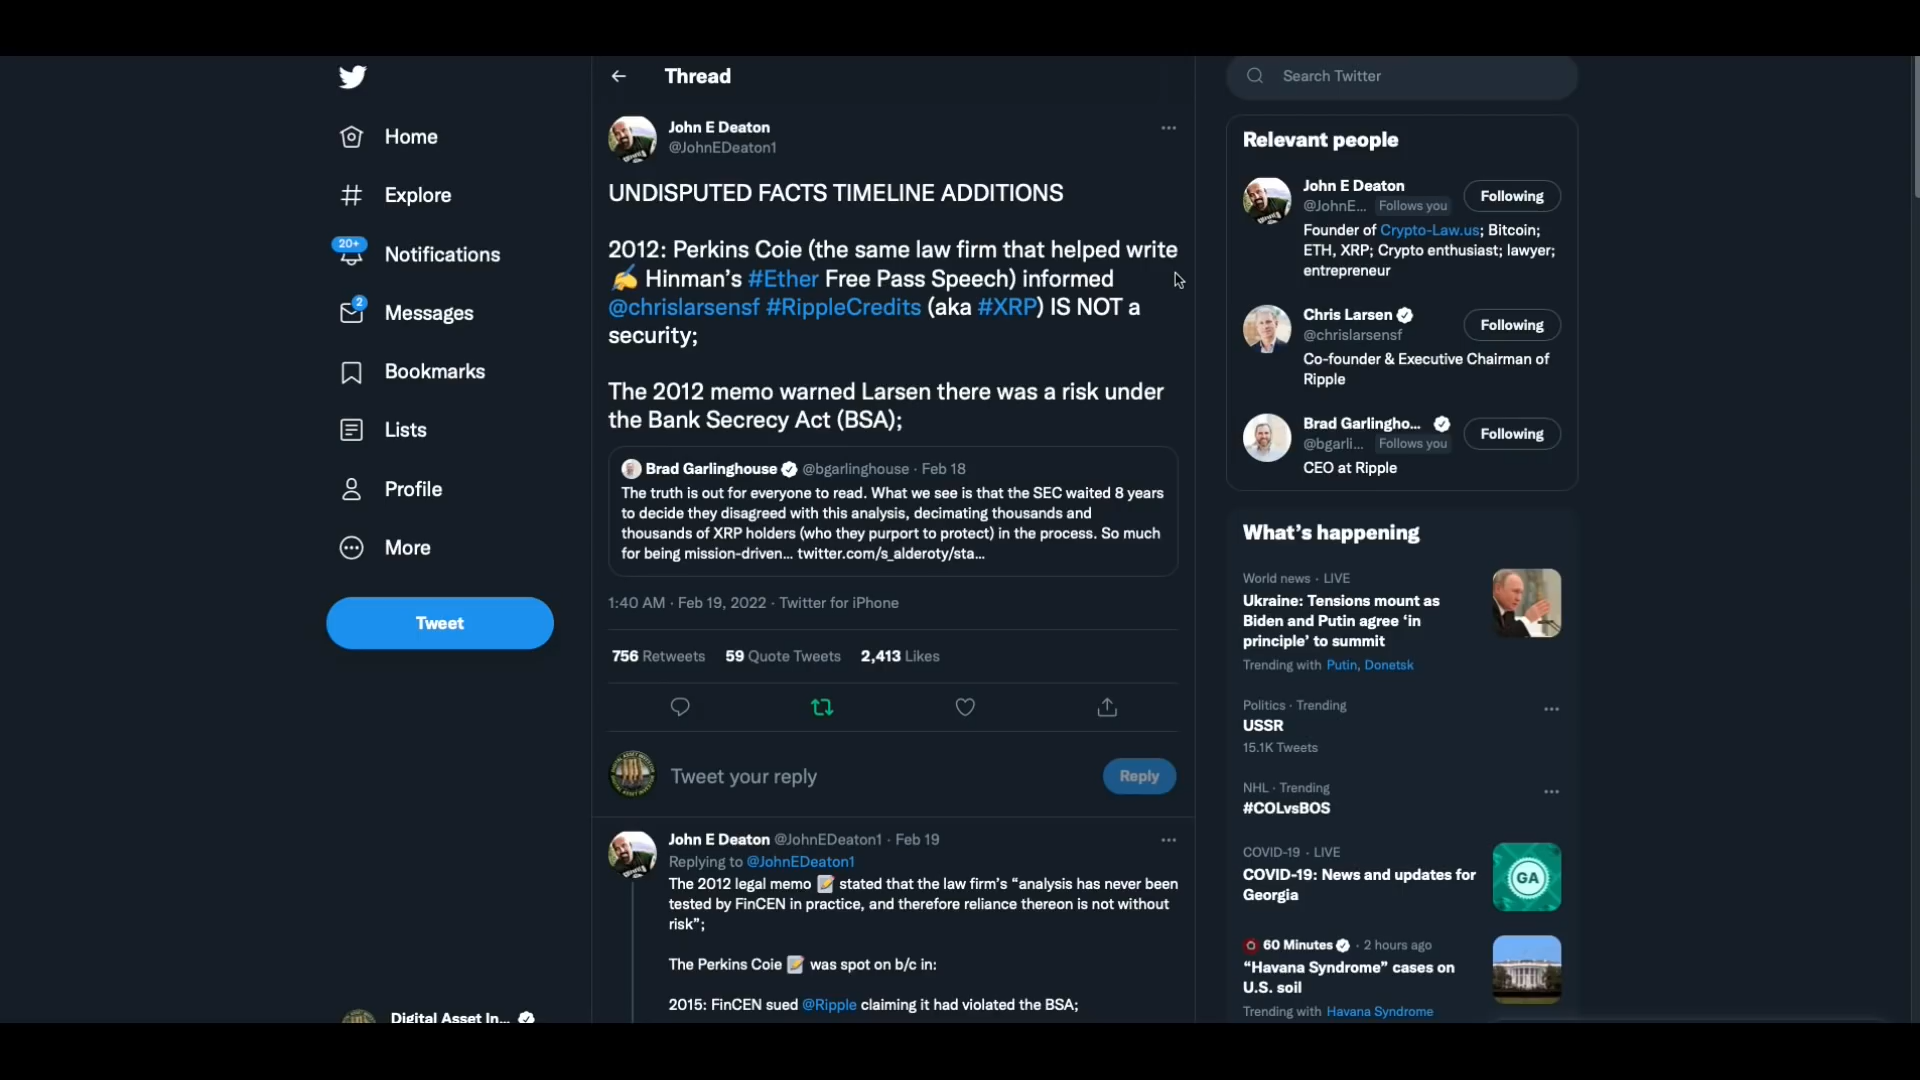 Home
Explore
20+
Notifications
2
Messages
Bookmarks
Lists
Profile
More
Tweet
Digital Asset In...
Thread
John E Deaton
@JohnEDeaton1
UNDISPUTED FACTS TIMELINE ADDITIONS
2012: Perkins Coie (the same law firm that helped write
✍️ Hinman's #Ether Free Pass Speech) informed
@chrislarsensf #RippleCredits (aka #XRP) IS NOT a
security;
The 2012 memo warned Larsen there was a risk under
the Bank Secrecy Act (BSA);
Brad Garlinghouse @bgarlinghouse · Feb 18
The truth is out for everyone to read. What we see is that the SEC waited 8 years
to decide they disagreed with this analysis, decimating thousands and
thousands of XRP holders (who they purport to protect) in the process. So much
for being mission-driven... twitter.com/s_alderoty/sta...
1:40 AM · Feb 19, 2022 · Twitter for iPhone
756 Retweets 59 Quote Tweets 2,413 Likes
Tweet your reply
Reply
John E Deaton @JohnEDeaton1 · Feb 19
Replying to @JohnEDeaton1
The 2012 legal memo 📝 stated that the law firm's "analysis has never been
tested by FinCEN in practice, and therefore reliance thereon is not without
risk";
The Perkins Coie 📝 was spot on b/c in:
2015: FinCEN sued @Ripple claiming it had violated the BSA;
Search Twitter
Relevant people
John E Deaton
@JohnE... Follows you
Following
Founder of Crypto-Law.us; Bitcoin;
ETH, XRP; Crypto enthusiast; lawyer;
entrepreneur
Chris Larsen
@chrislarsensf
Following
Co-founder & Executive Chairman of
Ripple
Brad Garlingho...
@bgarli... Follows you
Following
CEO at Ripple
What's happening
World news · LIVE
Ukraine: Tensions mount as
Biden and Putin agree 'in
principle' to summit
Trending with Putin, Donetsk
Politics · Trending
USSR
15.1K Tweets
NHL · Trending
#COLvsBOS
COVID-19 · LIVE
COVID-19: News and updates for
Georgia
GA
60 Minutes · 2 hours ago
"Havana Syndrome" cases on
U.S. soil
Trending with Havana Syndrome